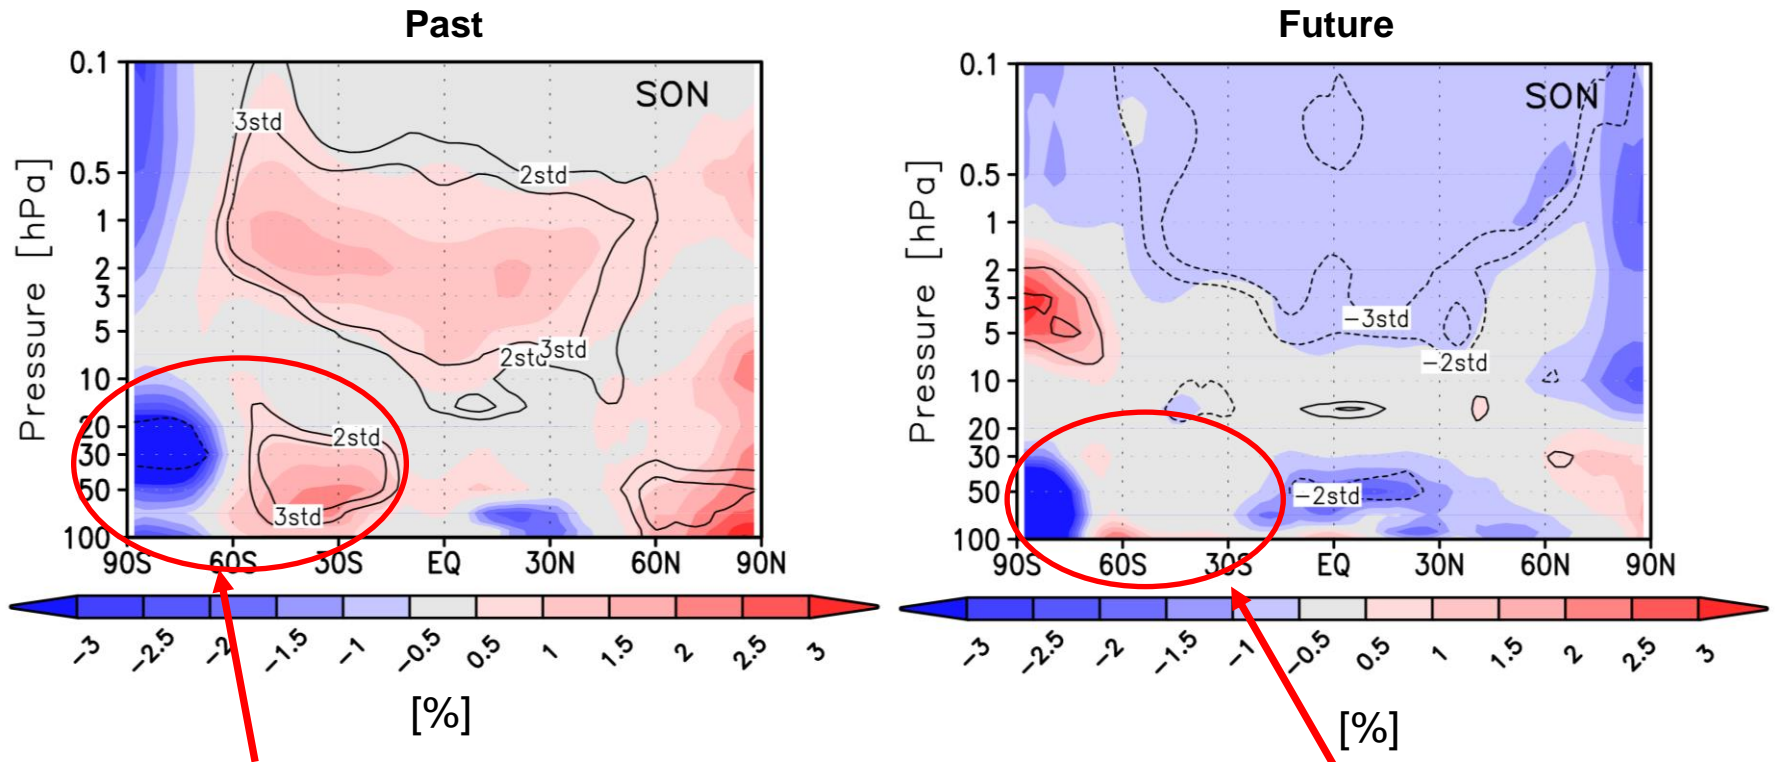 Past
Future
0.1
0.5
1
2
3
5
10
20
30
50
100
Pressure [hPa]
SON
3std
2std
2std
3std
2std
3std
90S 60S 30S EQ 30N 60N 90N
-3 -2.5 -2 -1.5 -1 -0.5 0.5 1 1.5 2 2.5 3
[%]
0.1
0.5
1
2
3
5
10
20
30
50
100
Pressure [hPa]
SON
-3std
-2std
-2std
90S 60S 30S EQ 30N 60N 90N
-3 -2.5 -2 -1.5 -1 -0.5 0.5 1 1.5 2 2.5 3
[%]